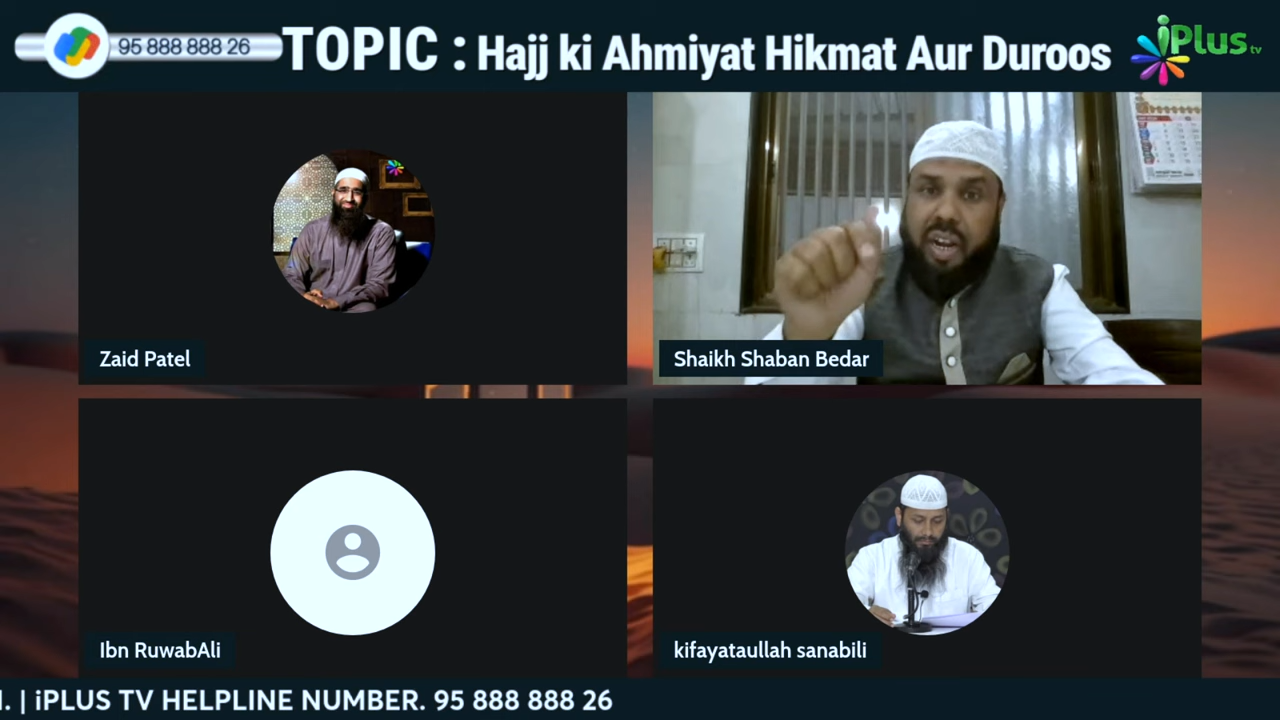 95 888 888 26
TOPIC : Hajj ki Ahmiyat Hikmat Aur Duroos
iPlus tv
Zaid Patel
Shaikh Shaban Bedar
Ibn RuwabAli
kifayataullah sanabili
. | iPLUS TV HELPLINE NUMBER. 95 888 888 26